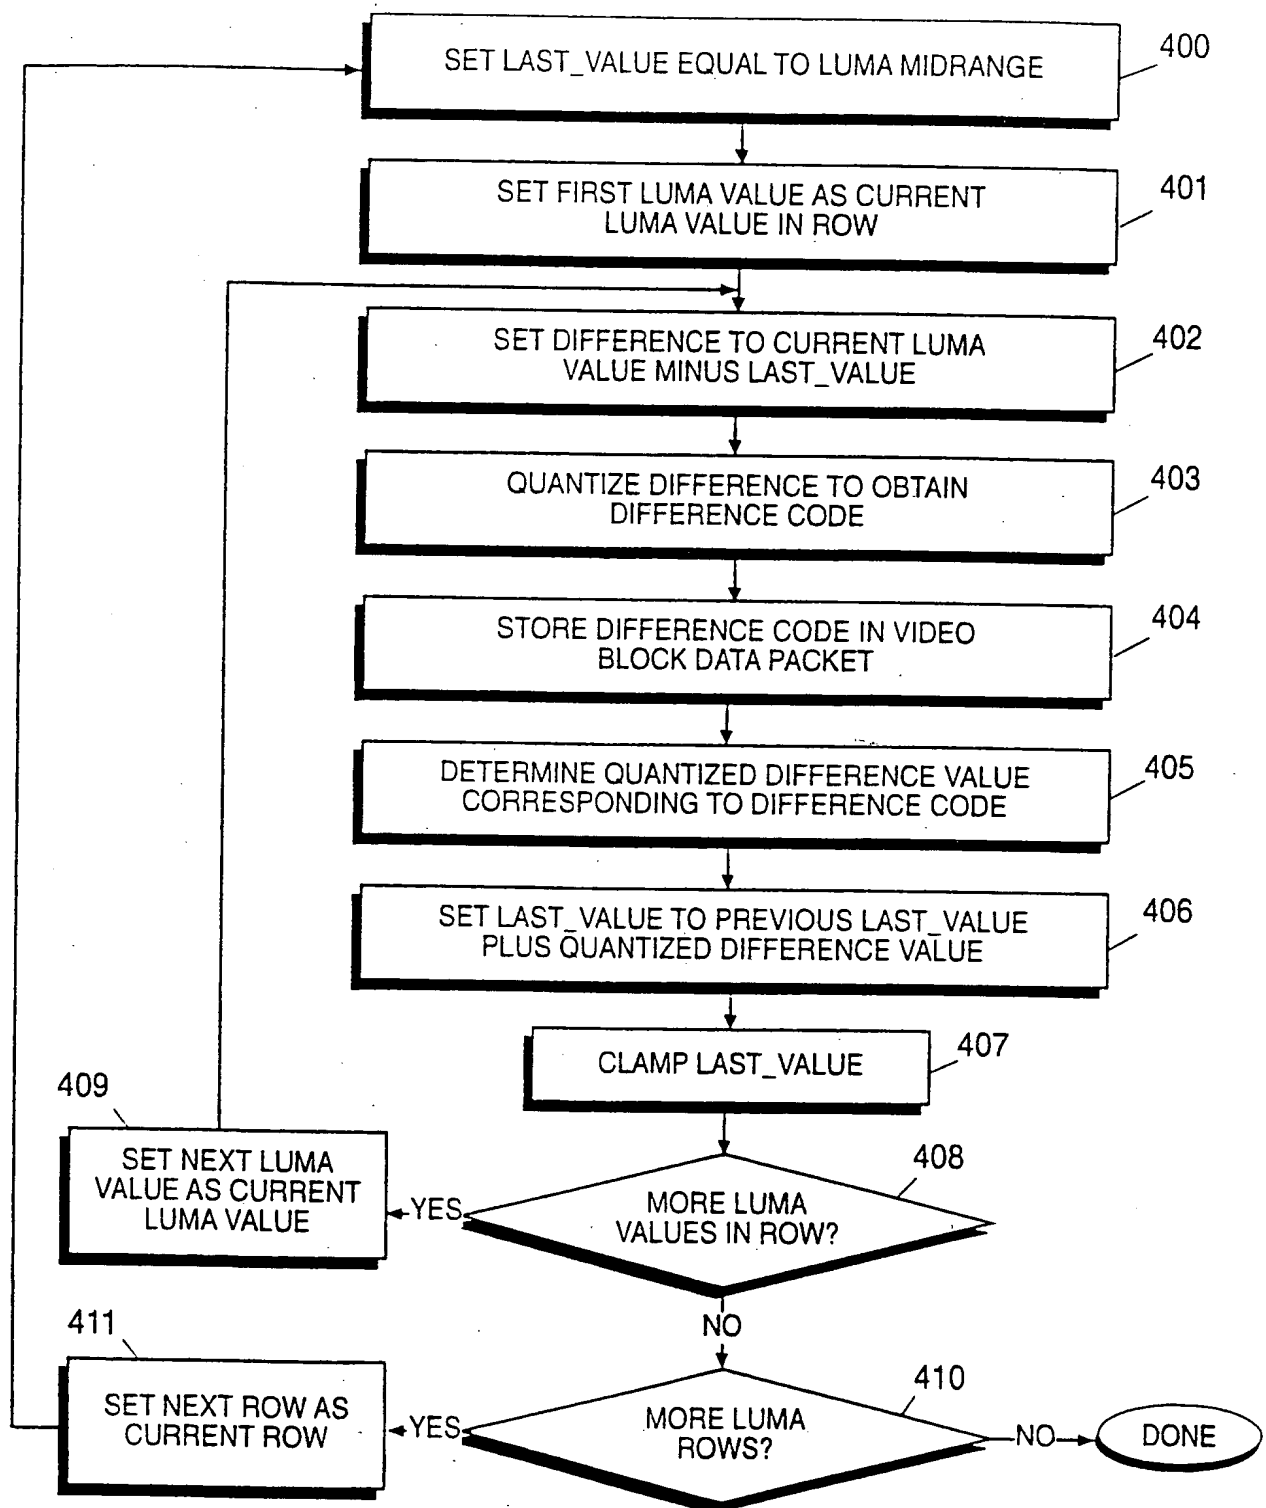 SET LAST_VALUE EQUAL TO LUMA MIDRANGE
400
SET FIRST LUMA VALUE AS CURRENT
LUMA VALUE IN ROW
401
SET DIFFERENCE TO CURRENT LUMA
VALUE MINUS LAST_VALUE
402
QUANTIZE DIFFERENCE TO OBTAIN
DIFFERENCE CODE
403
STORE DIFFERENCE CODE IN VIDEO
BLOCK DATA PACKET
404
DETERMINE QUANTIZED DIFFERENCE VALUE
CORRESPONDING TO DIFFERENCE CODE
405
SET LAST_VALUE TO PREVIOUS LAST_VALUE
PLUS QUANTIZED DIFFERENCE VALUE
406
CLAMP LAST_VALUE
407
409
SET NEXT LUMA
VALUE AS CURRENT
LUMA VALUE
YES
MORE LUMA
VALUES IN ROW?
408
NO
411
SET NEXT ROW AS
CURRENT ROW
YES
MORE LUMA
ROWS?
410
NO
DONE